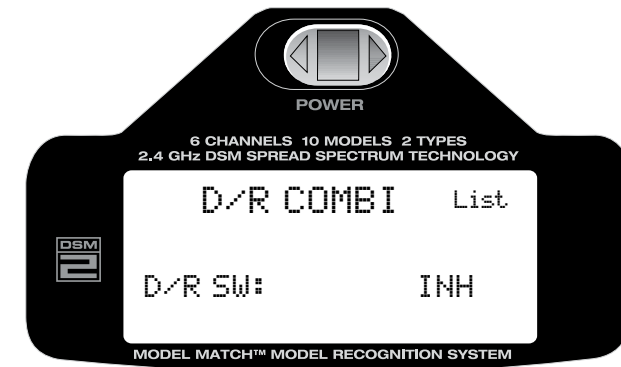 POWER
6 CHANNELS 10 MODELS 2 TYPES
2.4 GHz DSM SPREAD SPECTRUM TECHNOLOGY
D/R COMBI List
DSM
2
D/R SW: INH
MODEL MATCH™ MODEL RECOGNITION SYSTEM